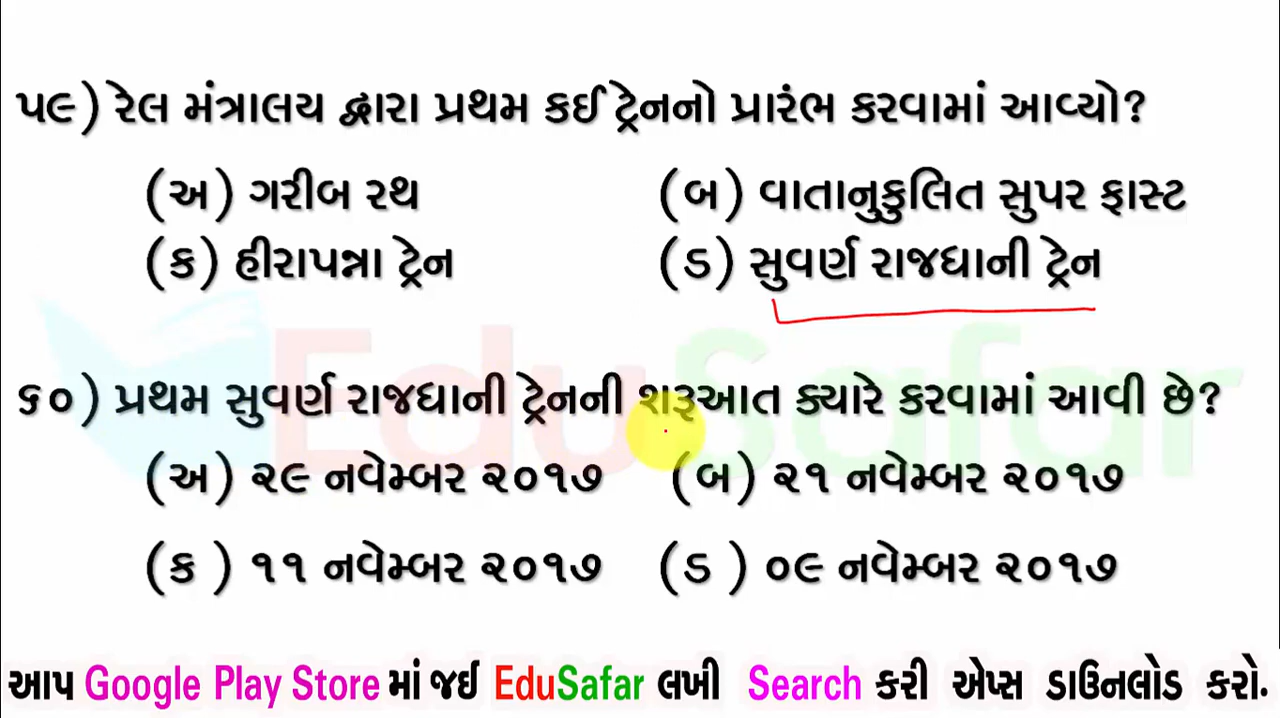 ૫૯) રેલ મંત્રાલય દ્વારા પ્રથમ કઈ ટ્રેનનો પ્રારંભ કરવામાં આવ્યો?
(અ) ગરીબ રથ (બ) વાતાનુકુલિત સુપર ફાસ્ટ
(ક) હીરાપન્ના ટ્રેન (ડ) સુવર્ણ રાજધાની ટ્રેન
EduSafar
૬૦) પ્રથમ સુવર્ણ રાજધાની ટ્રેનની શરૂઆત ક્યારે કરવામાં આવી છે?
(અ) ૨૯ નવેમ્બર ૨૦૧૭ (બ) ૨૧ નવેમ્બર ૨૦૧૭
(ક ) ૧૧ નવેમ્બર ૨૦૧૭ (ડ ) ૦૯ નવેમ્બર ૨૦૧૭
આપ Google Play Store માં જઈ EduSafar લખી Search કરી એપ્સ ડાઉનલોડ કરો.